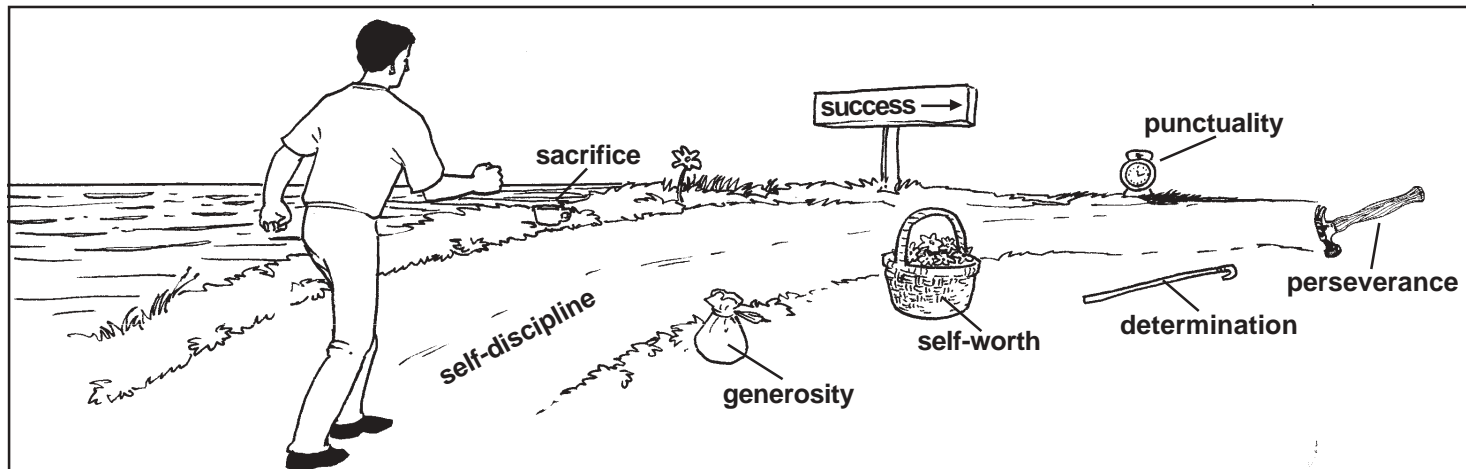 success
punctuality
sacrifice
perseverance
determination
self-worth
self-discipline
generosity